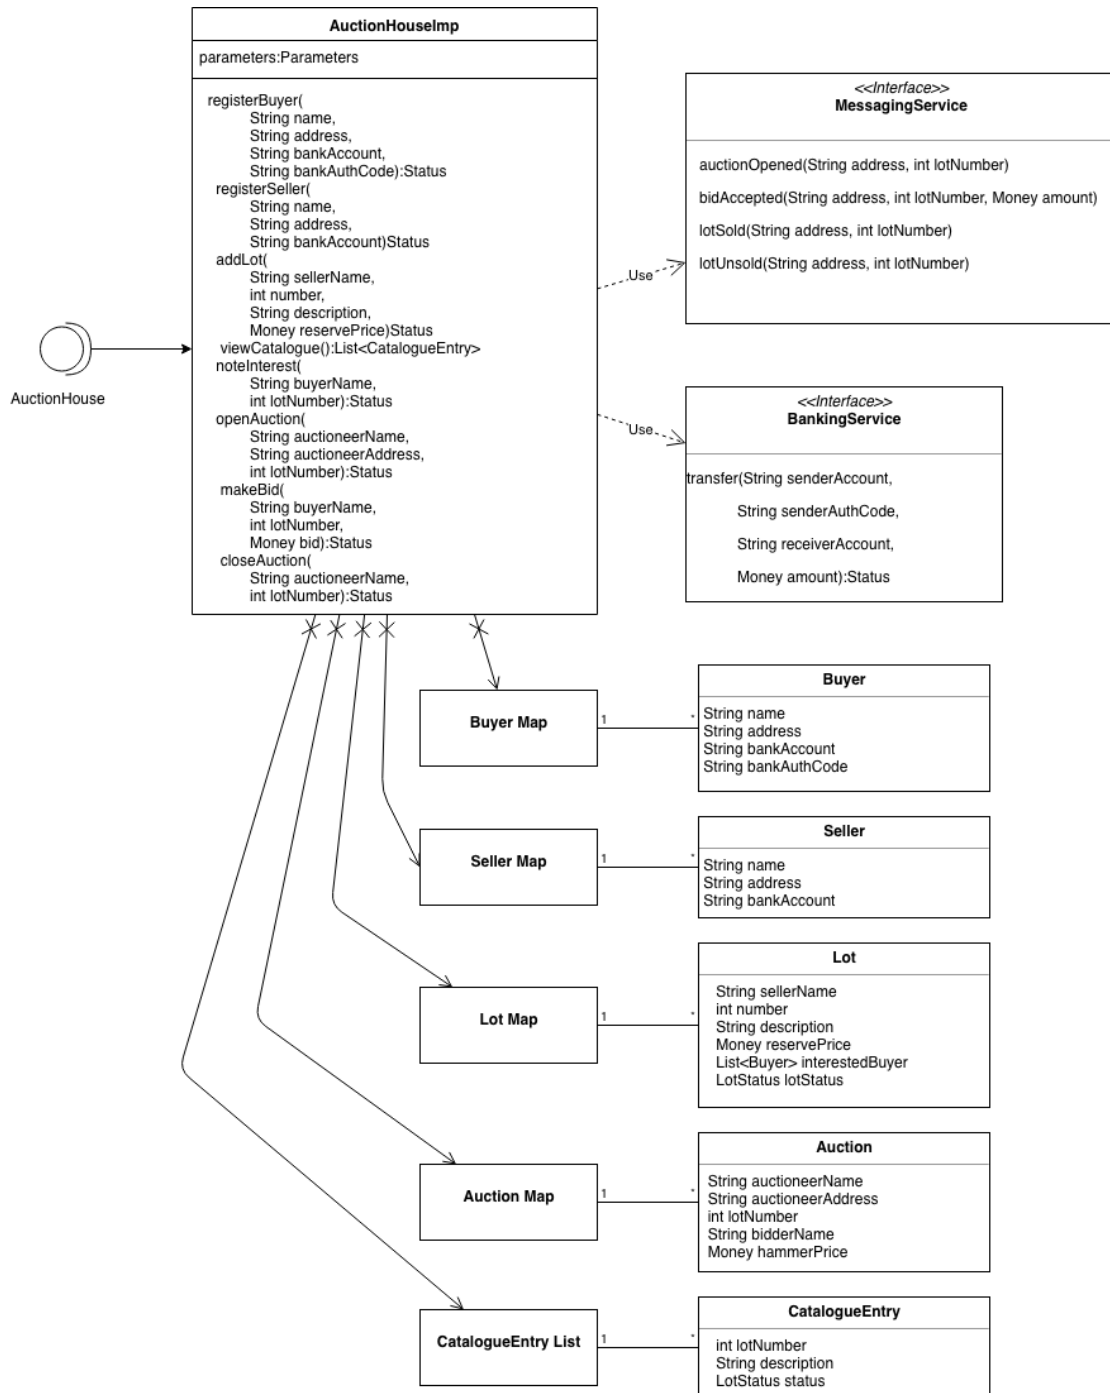 AuctionHouseImp
parameters:Parameters
registerBuyer(
String name,
String address,
String bankAccount,
String bankAuthCode):Status
registerSeller(
String name,
String address,
String bankAccount)Status
addLot(
String sellerName,
int number,
String description,
Money reservePrice)Status
viewCatalogue():List<CatalogueEntry>
noteInterest(
String buyerName,
int lotNumber):Status
openAuction(
String auctioneerName,
String auctioneerAddress,
int lotNumber):Status
makeBid(
String buyerName,
int lotNumber,
Money bid):Status
closeAuction(
String auctioneerName,
int lotNumber):Status
AuctionHouse
Use
Use
<<Interface>>
MessagingService
auctionOpened(String address, int lotNumber)
bidAccepted(String address, int lotNumber, Money amount)
lotSold(String address, int lotNumber)
lotUnsold(String address, int lotNumber)
<<Interface>>
BankingService
transfer(String senderAccount,
String senderAuthCode,
String receiverAccount,
Money amount):Status
Buyer Map
1
*
Buyer
String name
String address
String bankAccount
String bankAuthCode
Seller Map
1
*
Seller
String name
String address
String bankAccount
Lot Map
1
*
Lot
String sellerName
int number
String description
Money reservePrice
List<Buyer> interestedBuyer
LotStatus lotStatus
Auction Map
1
*
Auction
String auctioneerName
String auctioneerAddress
int lotNumber
String bidderName
Money hammerPrice
CatalogueEntry List
1
*
CatalogueEntry
int lotNumber
String description
LotStatus status